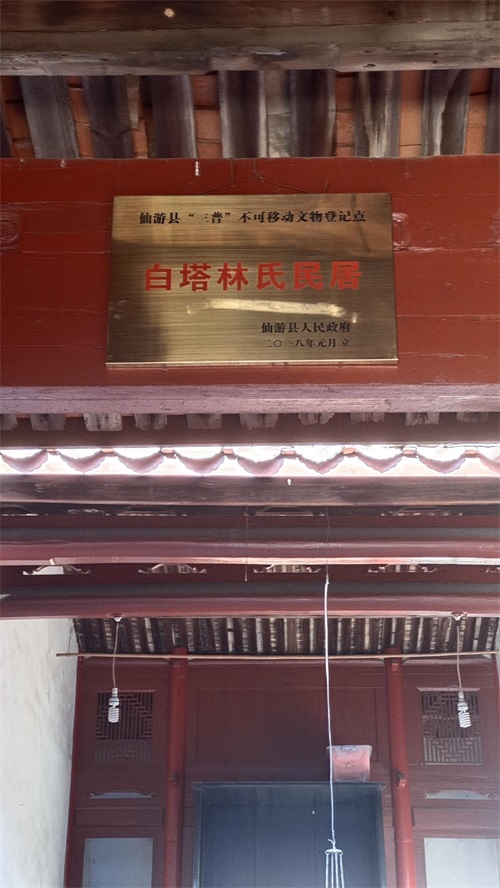 仙游县“三普”不可移动文物登记点
白塔林氏民居
仙游县人民政府
二〇一八年元月立